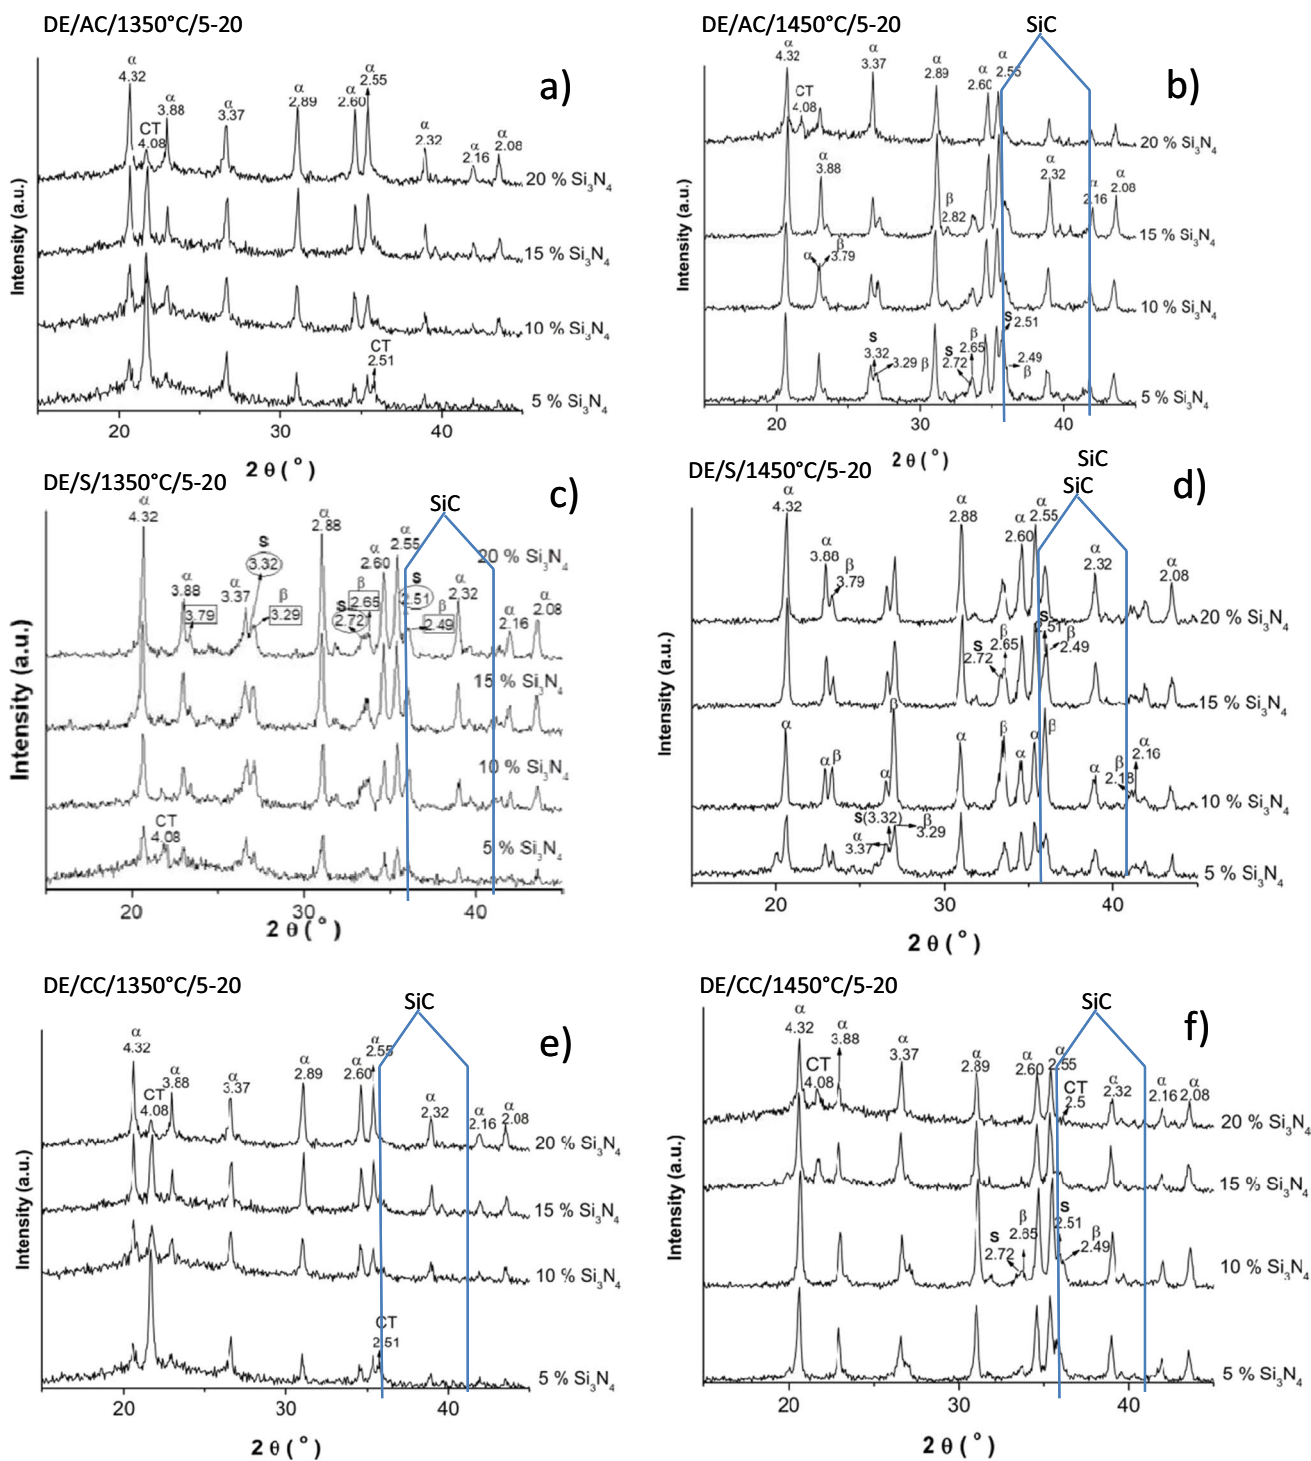 DE/AC/1350°C/5-20
a)
α
4.32
CT
4.08
α
3.88
α
3.37
α
2.89
α
2.60
α
2.55
α
2.32
α
2.16
α
2.08
20 % Si3N4
15 % Si3N4
10 % Si3N4
CT
2.51
5 % Si3N4
Intensity (a.u.)
20 30 40
2 θ ( ° )
DE/AC/1450°C/5-20
SiC
b)
α
4.32
CT
4.08
α
3.37
α
2.89
α
2.60
α
2.55
20 % Si3N4
α
3.88
β
2.82
α
2.32
α
2.16
α
2.08
15 % Si3N4
α
β
3.79
10 % Si3N4
S
3.32
3.29 β
S
2.72
β
2.65
S 2.51
2.49
β
5 % Si3N4
Intensity (a.u.)
20 30 40
2 θ ( ° )
DE/S/1350°C/5-20
SiC
c)
α
4.32
α
3.88
3.79
α
3.37
S
3.32
β
3.29
α
2.88
S
2.72
β
2.65
α
2.60
α
2.55
S
2.51
β
2.49
α
2.32
α
2.16
α
2.08
20 % Si3N4
15 % Si3N4
10 % Si3N4
CT
4.08
5 % Si3N4
Intensity (a.u.)
20 30 40
2 θ ( ° )
DE/S/1450°C/5-20
SiC
SiC
d)
α
4.32
α
3.88
β
3.79
α
2.88
α
2.60
α
2.55
α
2.32
α
2.08
20 % Si3N4
S
2.72
β
2.65
S
2.51
β
2.49
15 % Si3N4
α
α β
α
β
α
β
α
α
β
α
β
2.18
α
2.16
10 % Si3N4
S(3.32)
α
3.37
β
3.29
5 % Si3N4
Intensity (a.u.)
20 30 40
2 θ ( ° )
DE/CC/1350°C/5-20
SiC
e)
α
4.32
CT
4.08
α
3.88
α
3.37
α
2.89
α
2.60
α
2.55
α
2.32
α
2.16
α
2.08
20 % Si3N4
15 % Si3N4
10 % Si3N4
CT
2.51
5 % Si3N4
Intensity (a.u.)
20 30 40
2 θ ( ° )
DE/CC/1450°C/5-20
SiC
f)
α
4.32
CT
4.08
α
3.88
α
3.37
α
2.89
α
2.60
α
2.55
CT
2.5
α
2.32
α
2.16
α
2.08
20 % Si3N4
15 % Si3N4
S
2.72
β
2.65
S
2.51
β
2.49
10 % Si3N4
5 % Si3N4
Intensity (a.u.)
20 30 40
2 θ ( ° )